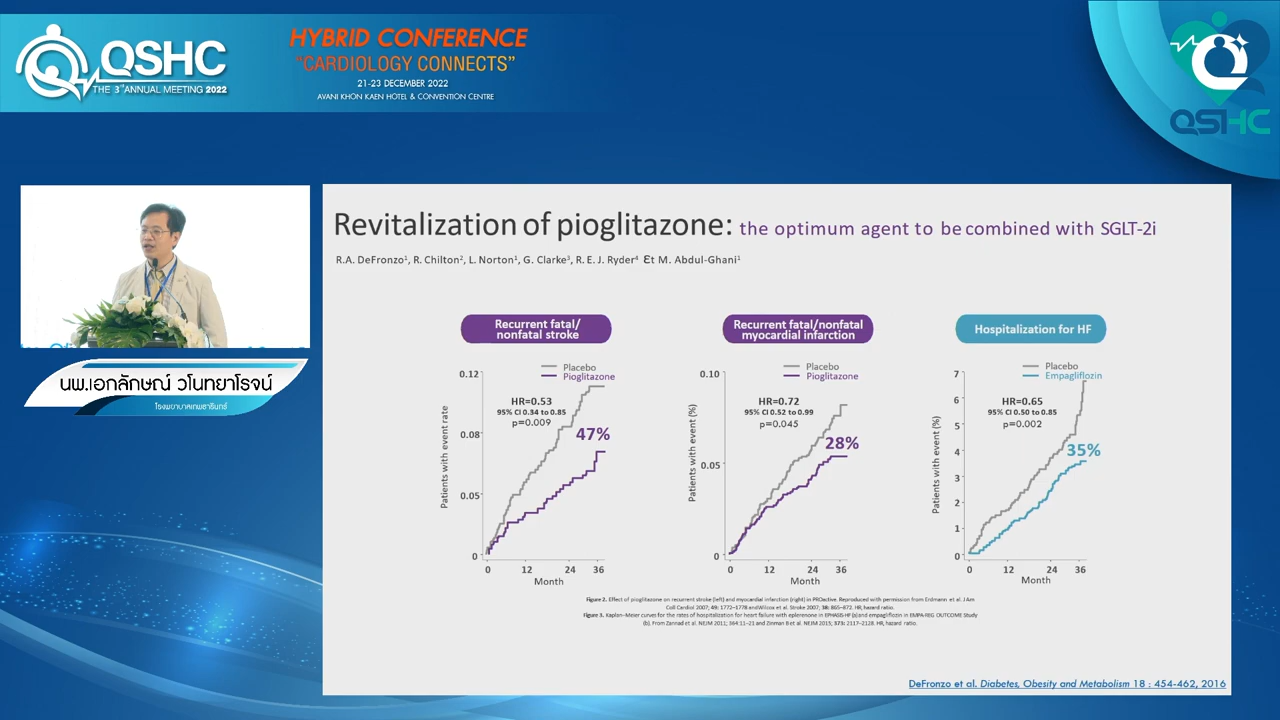 QSHC
THE 3rd ANNUAL MEETING 2022
HYBRID CONFERENCE
"CARDIOLOGY CONNECTS"
21-23 DECEMBER 2022
AVANI KHON KAEN HOTEL & CONVENTION CENTRE
QSHC
นพ.เอกลักษณ์ วโนทยาโรจน์
โรงพยาบาลเทพธารินทร์
Revitalization of pioglitazone: the optimum agent to be combined with SGLT-2i
R.A. DeFronzo¹, R. Chilton², L. Norton¹, G. Clarke³, R. E. J. Ryder⁴ Et M. Abdul-Ghani¹
Recurrent fatal/
nonfatal stroke
Placebo
Pioglitazone
HR=0.53
95% CI 0.34 to 0.85
p=0.009
47%
Patients with event rate
0.12
0.08
0.05
0
0 12 24 36
Month
Recurrent fatal/nonfatal
myocardial infarction
Placebo
Pioglitazone
HR=0.72
95% CI 0.52 to 0.99
p=0.045
28%
Patients with event (%)
0.10
0.05
0
0 12 24 36
Month
Hospitalization for HF
Placebo
Empagliflozin
HR=0.65
95% CI 0.50 to 0.85
p=0.002
35%
Patients with event (%)
7
6
5
4
3
2
1
0
0 12 24 36
Month
Figure 2. Effect of pioglitazone on recurrent stroke (left) and myocardial infarction (right) in PROactive. Reproduced with permission from Erdmann et al. J Am
Coll Cardiol 2007; 49: 1772–1778 and Wilcox et al. Stroke 2007; 38: 865–872. HR, hazard ratio.
Figure 3. Kaplan–Meier curve for the rates of hospitalization for heart failure with eplerenone in EPHASIS-HF (a) and empagliflozin in EMPA-REG OUTCOME Study
(b). From Zannad et al. NEJM 2011; 364:11–21 and Zinman B et al. NEJM 2015; 373: 2117–2128. HR, hazard ratio.
DeFronzo et al. Diabetes, Obesity and Metabolism 18 : 454-462, 2016